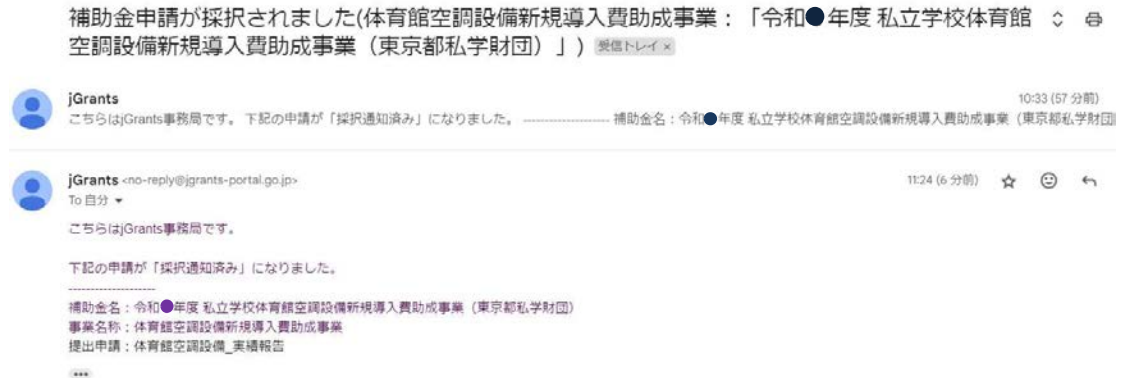 補助金申請が採択されました(体育館空調設備新規導入費助成事業：「令和●年度 私立学校体育館
空調設備新規導入費助成事業（東京都私学財団）」) 受信トレイ ×
jGrants
10:33 (57 分前)
こちらはjGrants事務局です。 下記の申請が「採択通知済み」になりました。 -------------------- 補助金名：令和●年度 私立学校体育館空調設備新規導入費助成事業（東京都私学財団
jGrants <no-reply@jgrants-portal.go.jp>
11:24 (6 分前)
To 自分
こちらはjGrants事務局です。
下記の申請が「採択通知済み」になりました。
--------------------
補助金名：令和●年度 私立学校体育館空調設備新規導入費助成事業（東京都私学財団）
事業名称：体育館空調設備新規導入費助成事業
提出申請：体育館空調設備_実績報告
•••